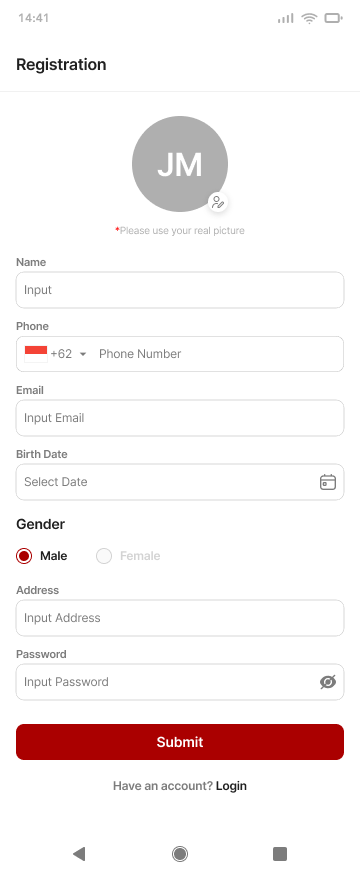 14:41
Registration
JM
*Please use your real picture
Name
Input
Phone
+62 Phone Number
Email
Input Email
Birth Date
Select Date
Gender
Male Female
Address
Input Address
Password
Input Password
Submit
Have an account? Login